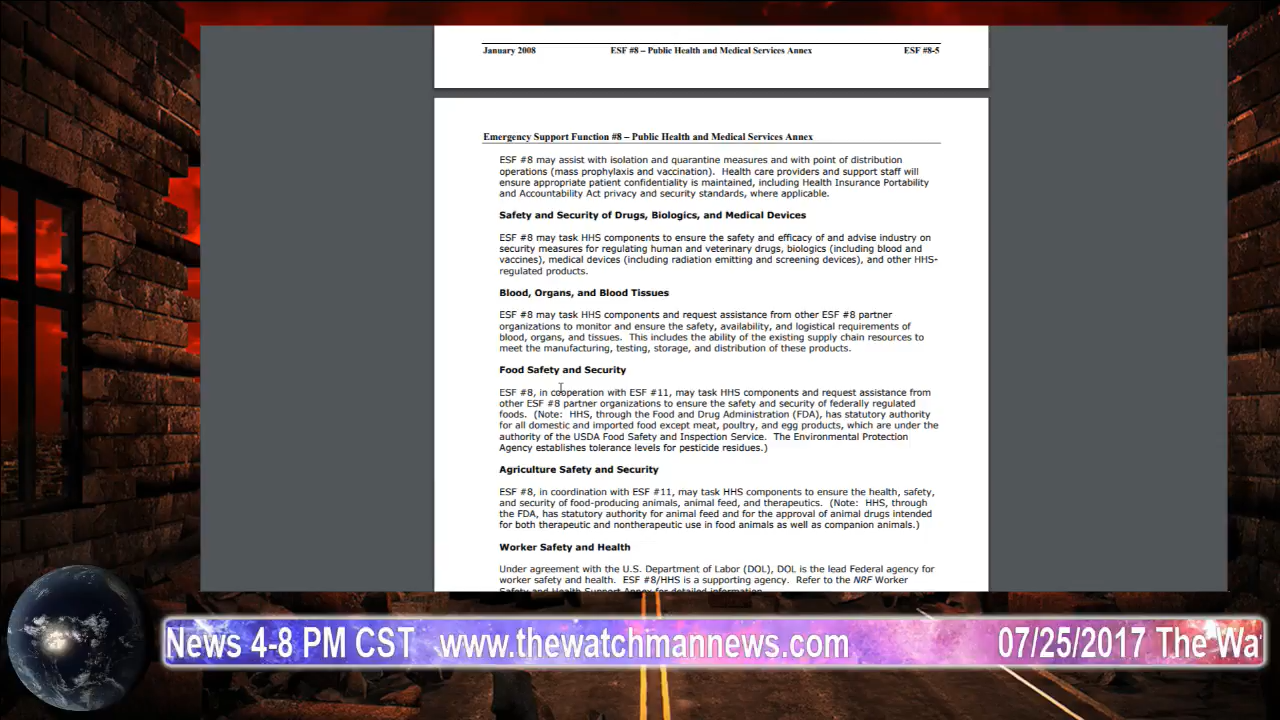 January 2008 ESF #8 – Public Health and Medical Services Annex ESF #8-5
Emergency Support Function #8 – Public Health and Medical Services Annex
ESF #8 may assist with isolation and quarantine measures and with point of distribution
operations (mass prophylaxis and vaccination). Health care providers and support staff will
ensure appropriate patient confidentiality is maintained, including Health Insurance Portability
and Accountability Act privacy and security standards, where applicable.
Safety and Security of Drugs, Biologics, and Medical Devices
ESF #8 may task HHS components to ensure the safety and efficacy of and advise industry on
security measures for regulating human and veterinary drugs, biologics (including blood and
vaccines), medical devices (including radiation emitting and screening devices), and other HHS-
regulated products.
Blood, Organs, and Blood Tissues
ESF #8 may task HHS components and request assistance from other ESF #8 partner
organizations to monitor and ensure the safety, availability, and logistical requirements of
blood, organs, and tissues. This includes the ability of the existing supply chain resources to
meet the manufacturing, testing, storage, and distribution of these products.
Food Safety and Security
ESF #8, in cooperation with ESF #11, may task HHS components and request assistance from
other ESF #8 partner organizations to ensure the safety and security of federally regulated
foods. (Note: HHS, through the Food and Drug Administration (FDA), has statutory authority
for all domestic and imported food except meat, poultry, and egg products, which are under the
authority of the USDA Food Safety and Inspection Service. The Environmental Protection
Agency establishes tolerance levels for pesticide residues.)
Agriculture Safety and Security
ESF #8, in coordination with ESF #11, may task HHS components to ensure the health, safety,
and security of food-producing animals, animal feed, and therapeutics. (Note: HHS, through
the FDA, has statutory authority for animal feed and for the approval of animal drugs intended
for both therapeutic and nontherapeutic use in food animals as well as companion animals.)
Worker Safety and Health
Under agreement with the U.S. Department of Labor (DOL), DOL is the lead Federal agency for
worker safety and health. ESF #8/HHS is a supporting agency. Refer to the NRF Worker
Safety and Health Support Annex for detailed information.
News 4-8 PM CST www.thewatchmannews.com 07/25/2017 The Wa